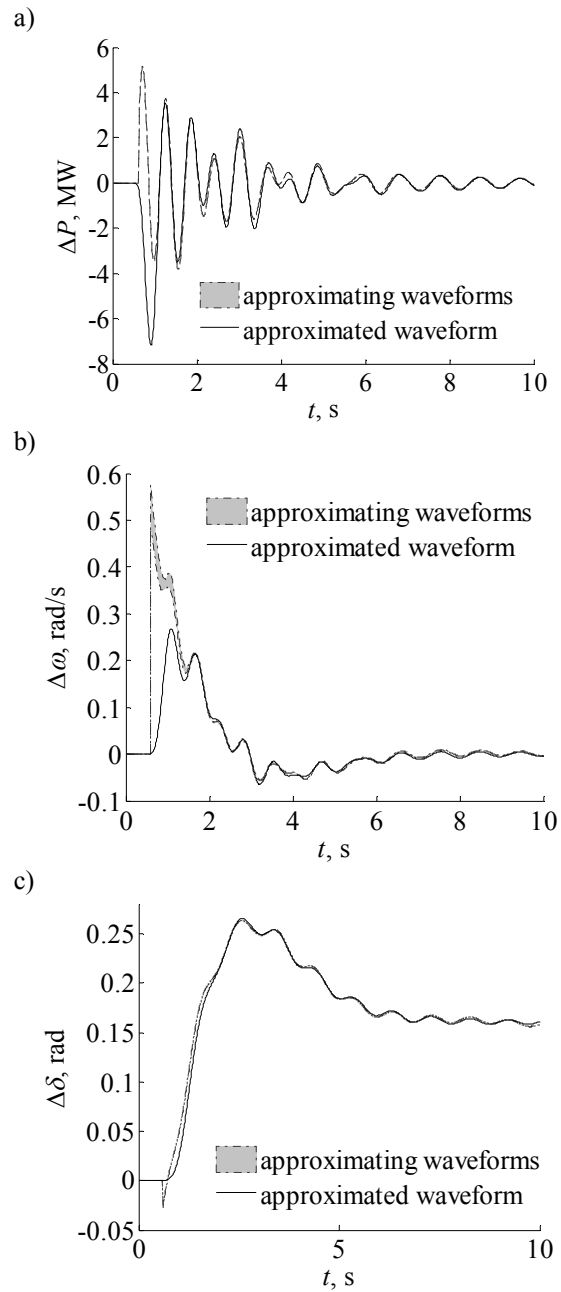 a)
6
4
2
0
-2
-4
-6
-8
ΔP, MW
approximating waveforms
approximated waveform
0 2 4 6 8 10
t, s
b)
0.6
0.5
0.4
0.3
0.2
0.1
0
-0.1
Δω, rad/s
approximating waveforms
approximated waveform
0 2 4 6 8 10
t, s
c)
0.25
0.2
0.15
0.1
0.05
0
-0.05
Δδ, rad
approximating waveforms
approximated waveform
0 5 10
t, s